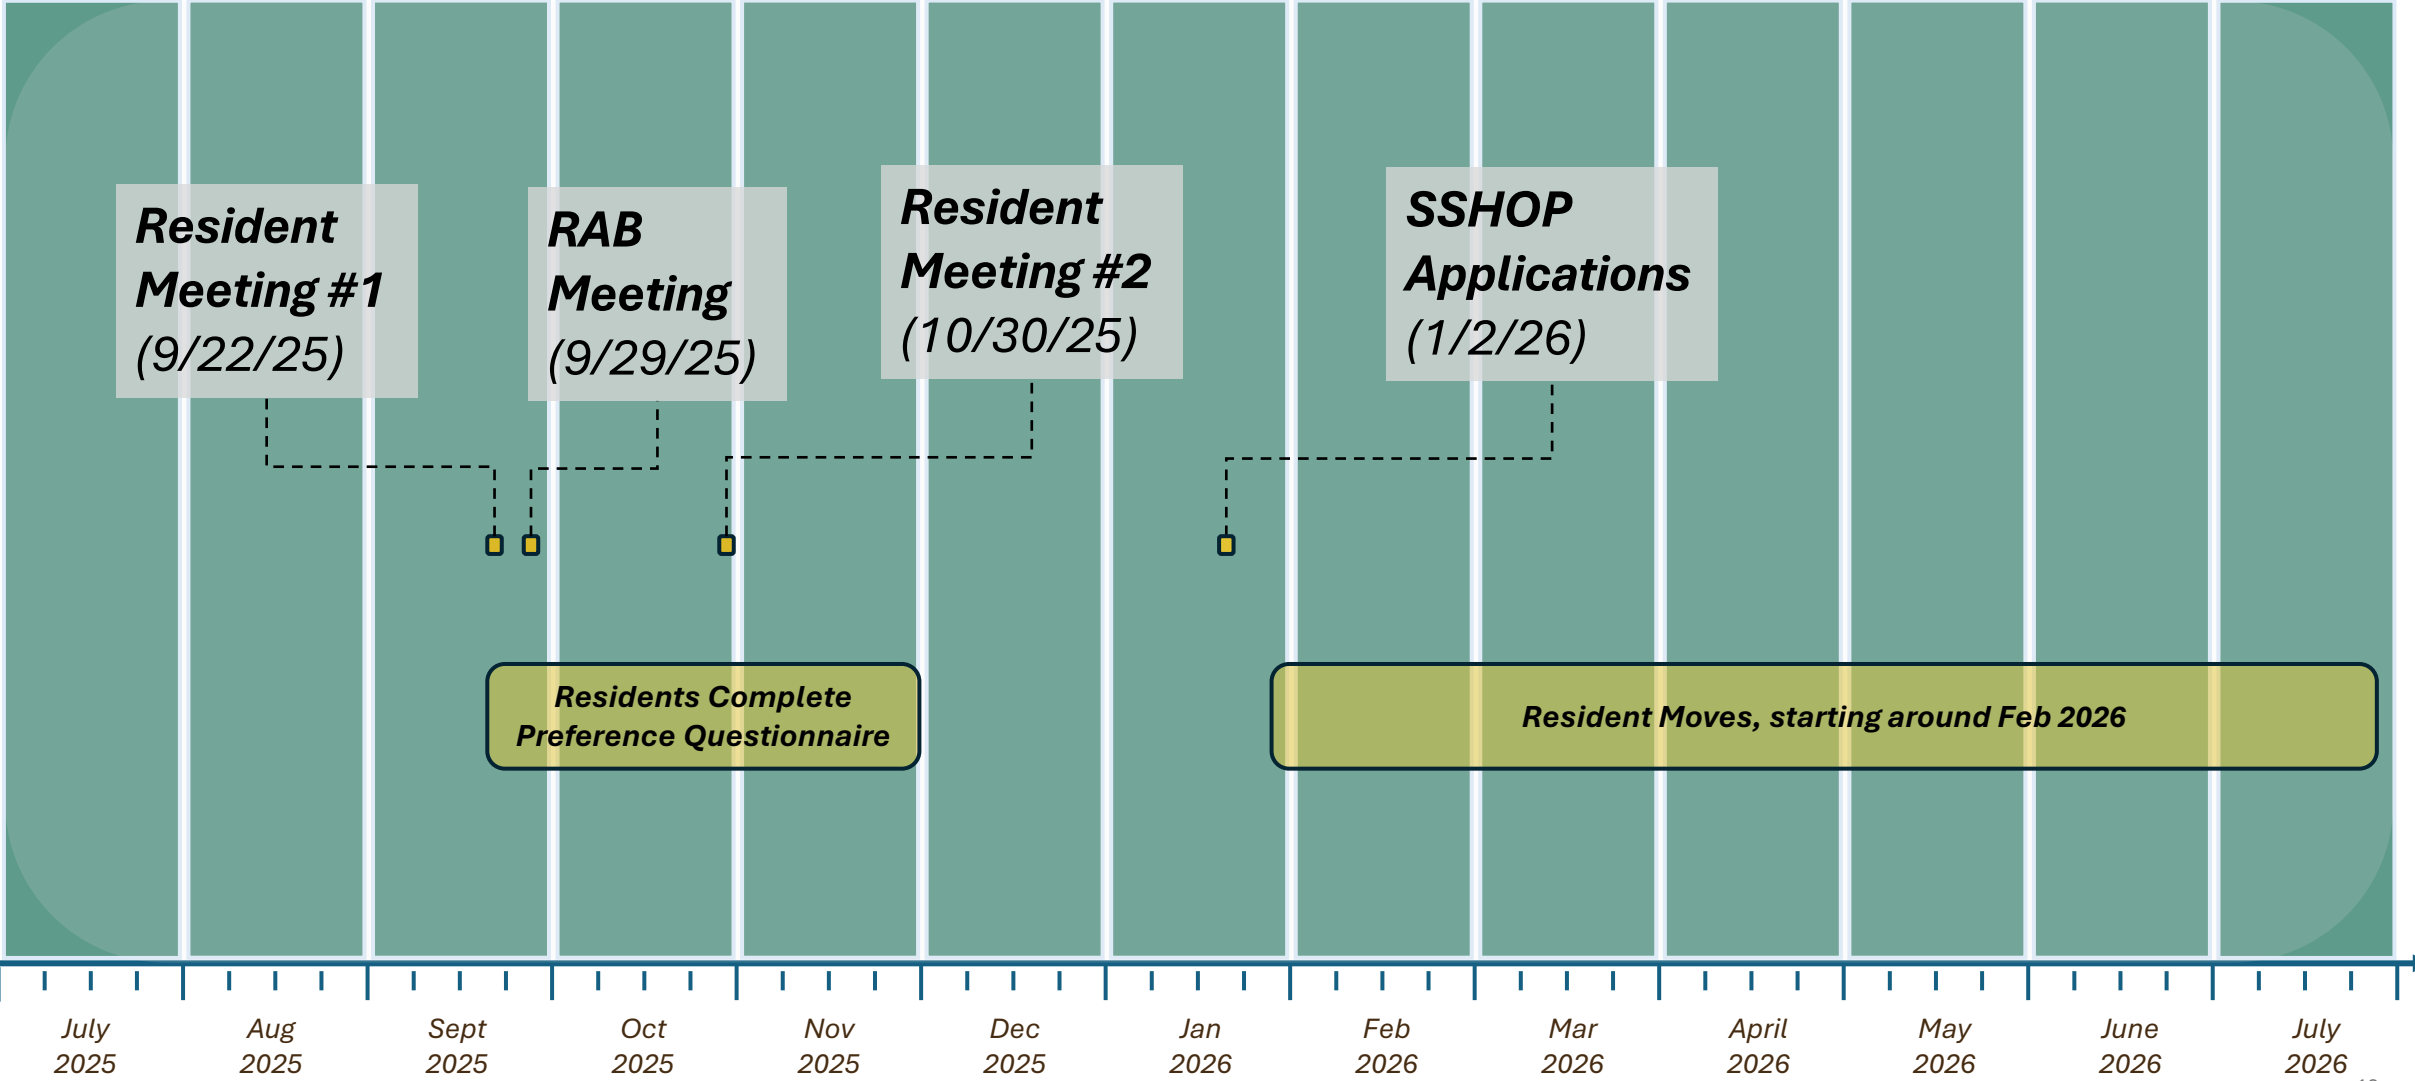 Resident
Meeting #1
(9/22/25)
RAB
Meeting
(9/29/25)
Resident
Meeting #2
(10/30/25)
SSHOP
Applications
(1/2/26)
Residents Complete
Preference Questionnaire
Resident Moves, starting around Feb 2026
July
2025
Aug
2025
Sept
2025
Oct
2025
Nov
2025
Dec
2025
Jan
2026
Feb
2026
Mar
2026
April
2026
May
2026
June
2026
July
2026